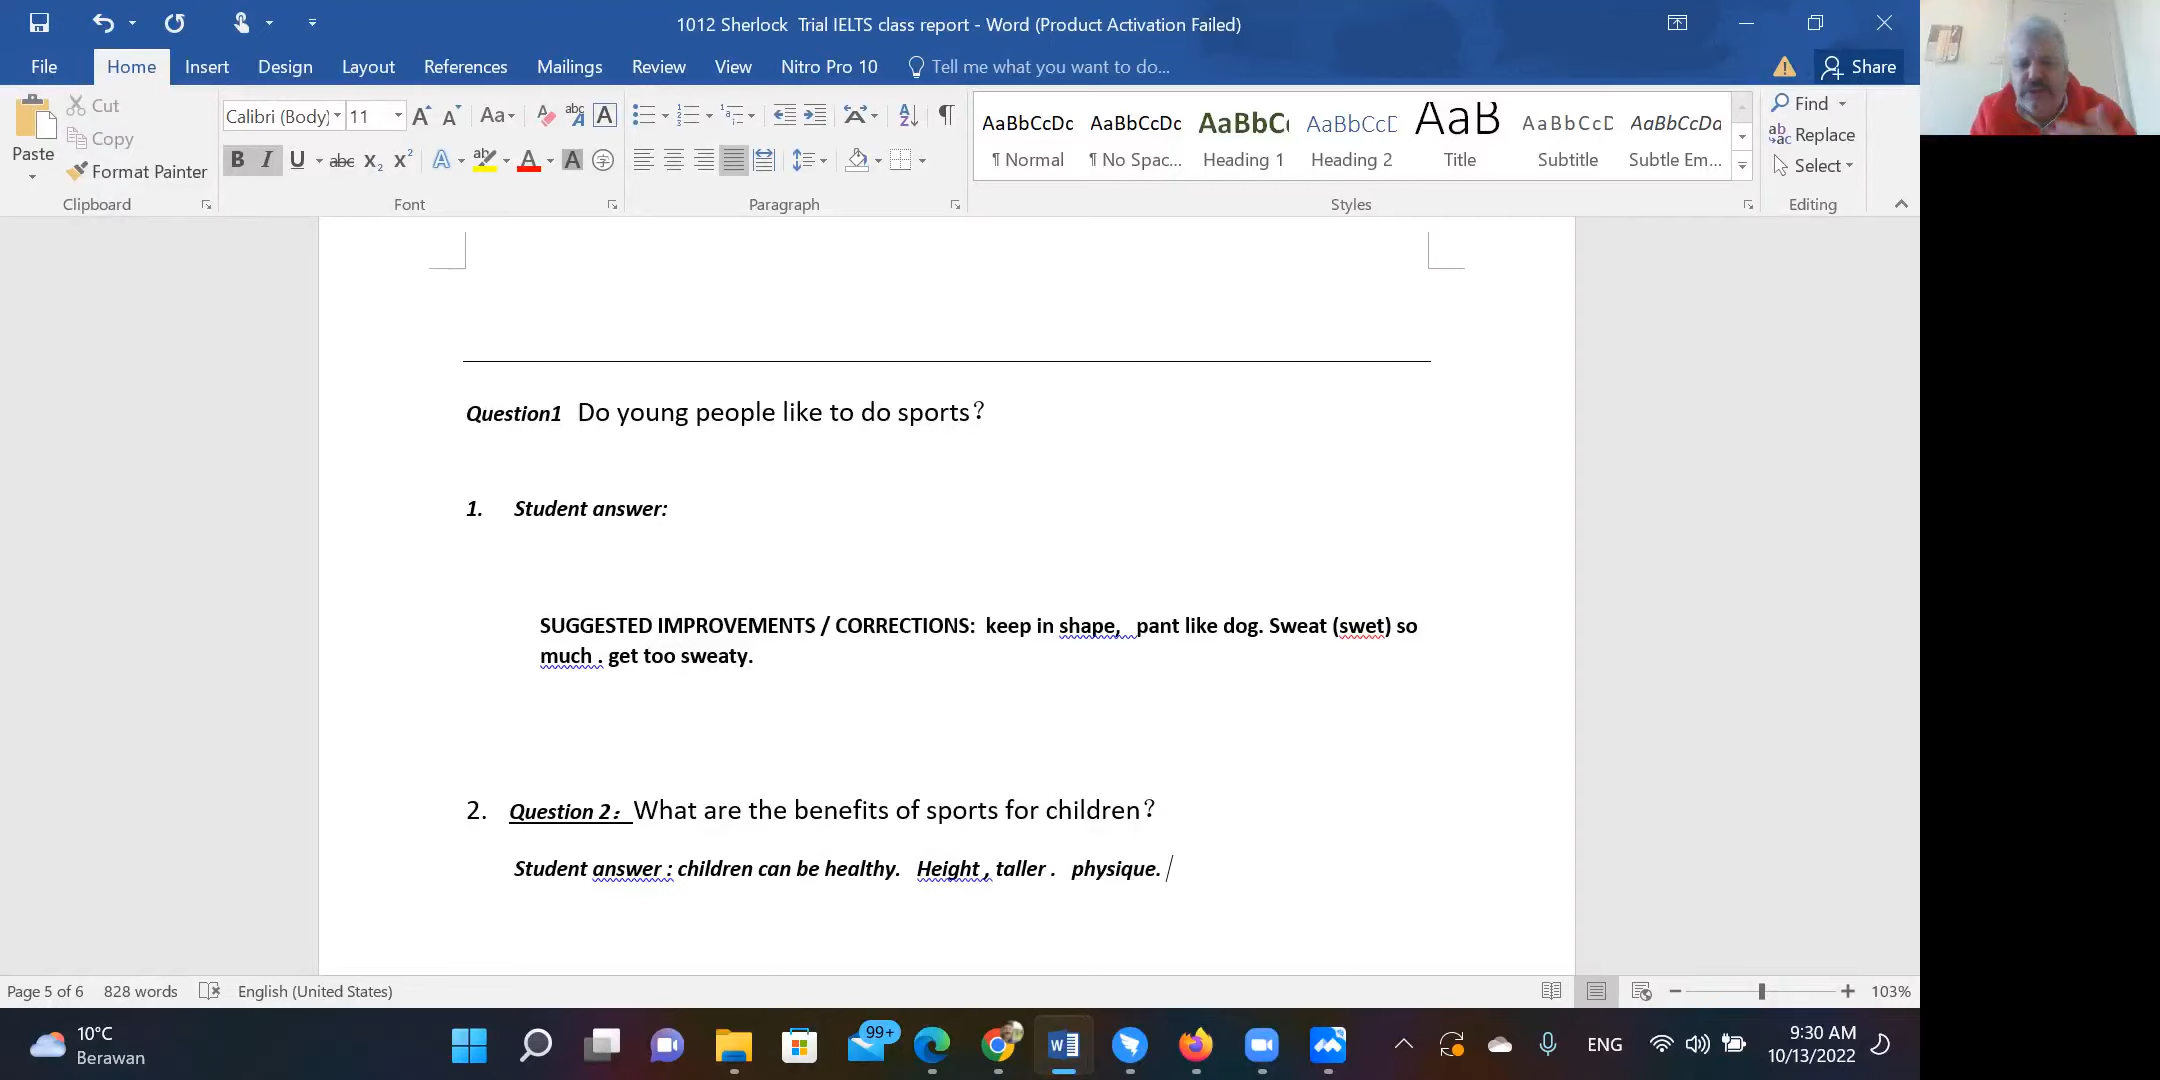 1012 Sherlock  Trial IELTS class report - Word (Product Activation Failed)
File Home Insert Design Layout References Mailings Review View Nitro Pro 10 Tell me what you want to do... Share
Paste
Cut
Copy
Format Painter
Clipboard
Calibri (Body) 11
Font
Paragraph
AaBbCcDc AaBbCcDc AaBbC AaBbCcD AaB AaBbCcD AaBbCcDa
¶ Normal ¶ No Spac... Heading 1 Heading 2 Title Subtitle Subtle Em...
Styles
Find
Replace
Select
Editing
Question1 Do young people like to do sports?
1. Student answer:
SUGGESTED IMPROVEMENTS / CORRECTIONS: keep in shape, pant like dog. Sweat (swet) so
much . get too sweaty.
2. Question 2: What are the benefits of sports for children?
Student answer : children can be healthy. Height , taller . physique.
Page 5 of 6 828 words English (United States) 103%
10°C
Berawan
99+
ENG
9:30 AM
10/13/2022